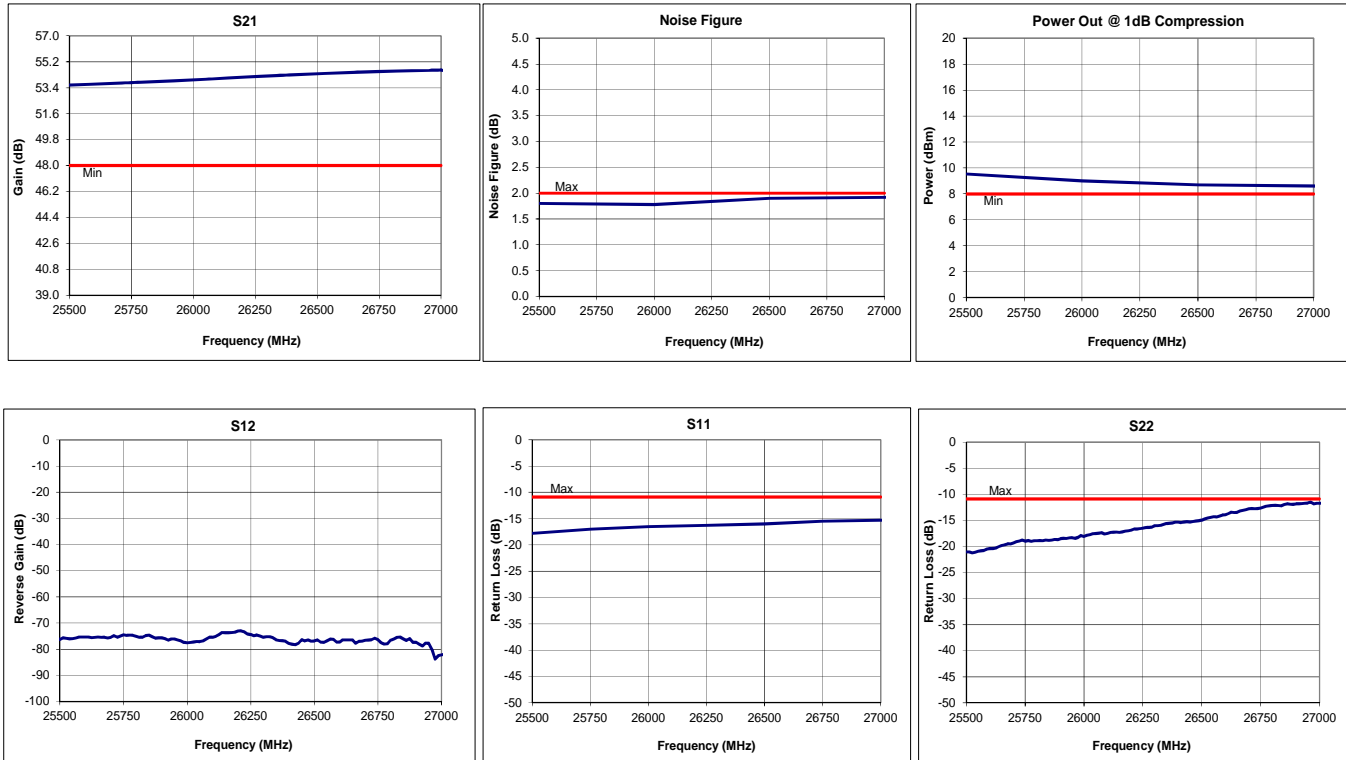 S21
57.0
55.2
53.4
51.6
49.8
48.0
46.2
44.4
42.6
40.8
39.0
Gain (dB)
Min
25500 25750 26000 26250 26500 26750 27000
Frequency (MHz)
Noise Figure
5.0
4.5
4.0
3.5
3.0
2.5
2.0
1.5
1.0
0.5
0.0
Noise Figure (dB)
Max
25500 25750 26000 26250 26500 26750 27000
Frequency (MHz)
Power Out @ 1dB Compression
20
18
16
14
12
10
8
6
4
2
0
Power (dBm)
Min
25500 25750 26000 26250 26500 26750 27000
Frequency (MHz)
S12
0
-10
-20
-30
-40
-50
-60
-70
-80
-90
-100
Reverse Gain (dB)
25500 25750 26000 26250 26500 26750 27000
Frequency (MHz)
S11
0
-5
-10
-15
-20
-25
-30
-35
-40
-45
-50
Return Loss (dB)
Max
25500 25750 26000 26250 26500 26750 27000
Frequency (MHz)
S22
0
-5
-10
-15
-20
-25
-30
-35
-40
-45
-50
Return Loss (dB)
Max
25500 25750 26000 26250 26500 26750 27000
Frequency (MHz)